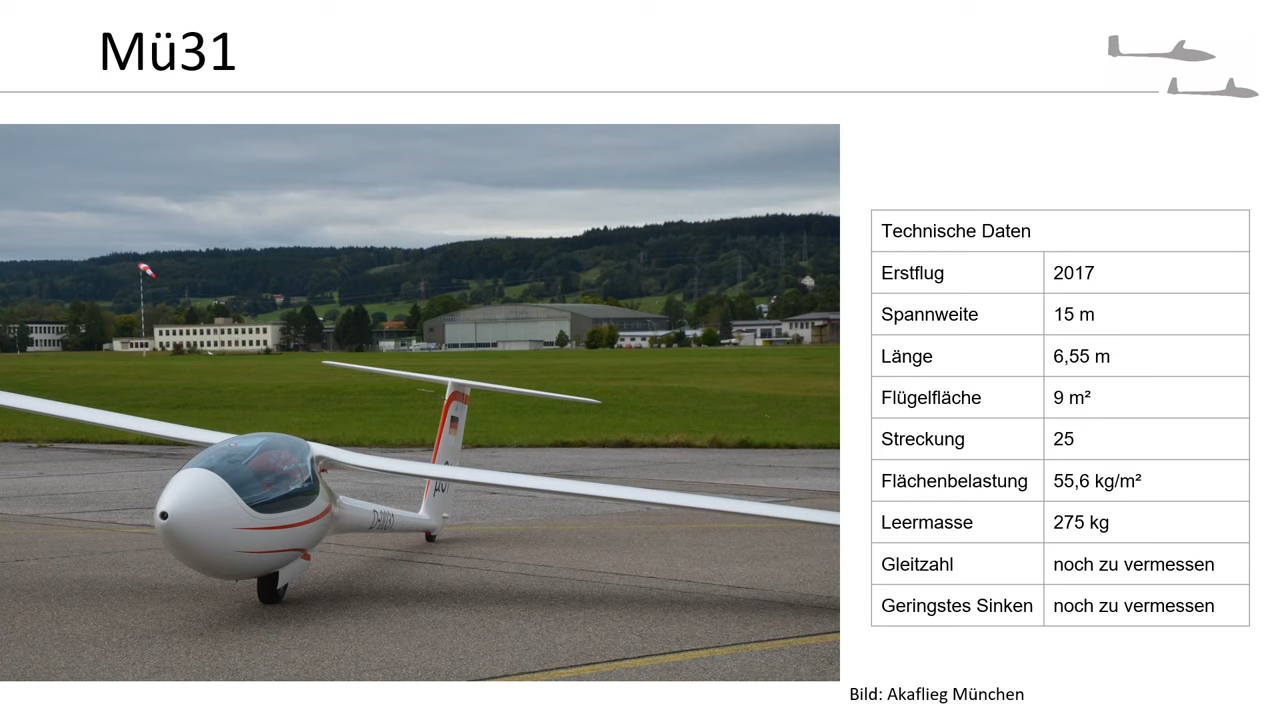 Mü31
Technische Daten
Erstflug 2017
Spannweite 15 m
Länge 6,55 m
Flügelfläche 9 m²
Streckung 25
Flächenbelastung 55,6 kg/m²
Leermasse 275 kg
Gleitzahl noch zu vermessen
Geringstes Sinken noch zu vermessen
Bild: Akaflieg München